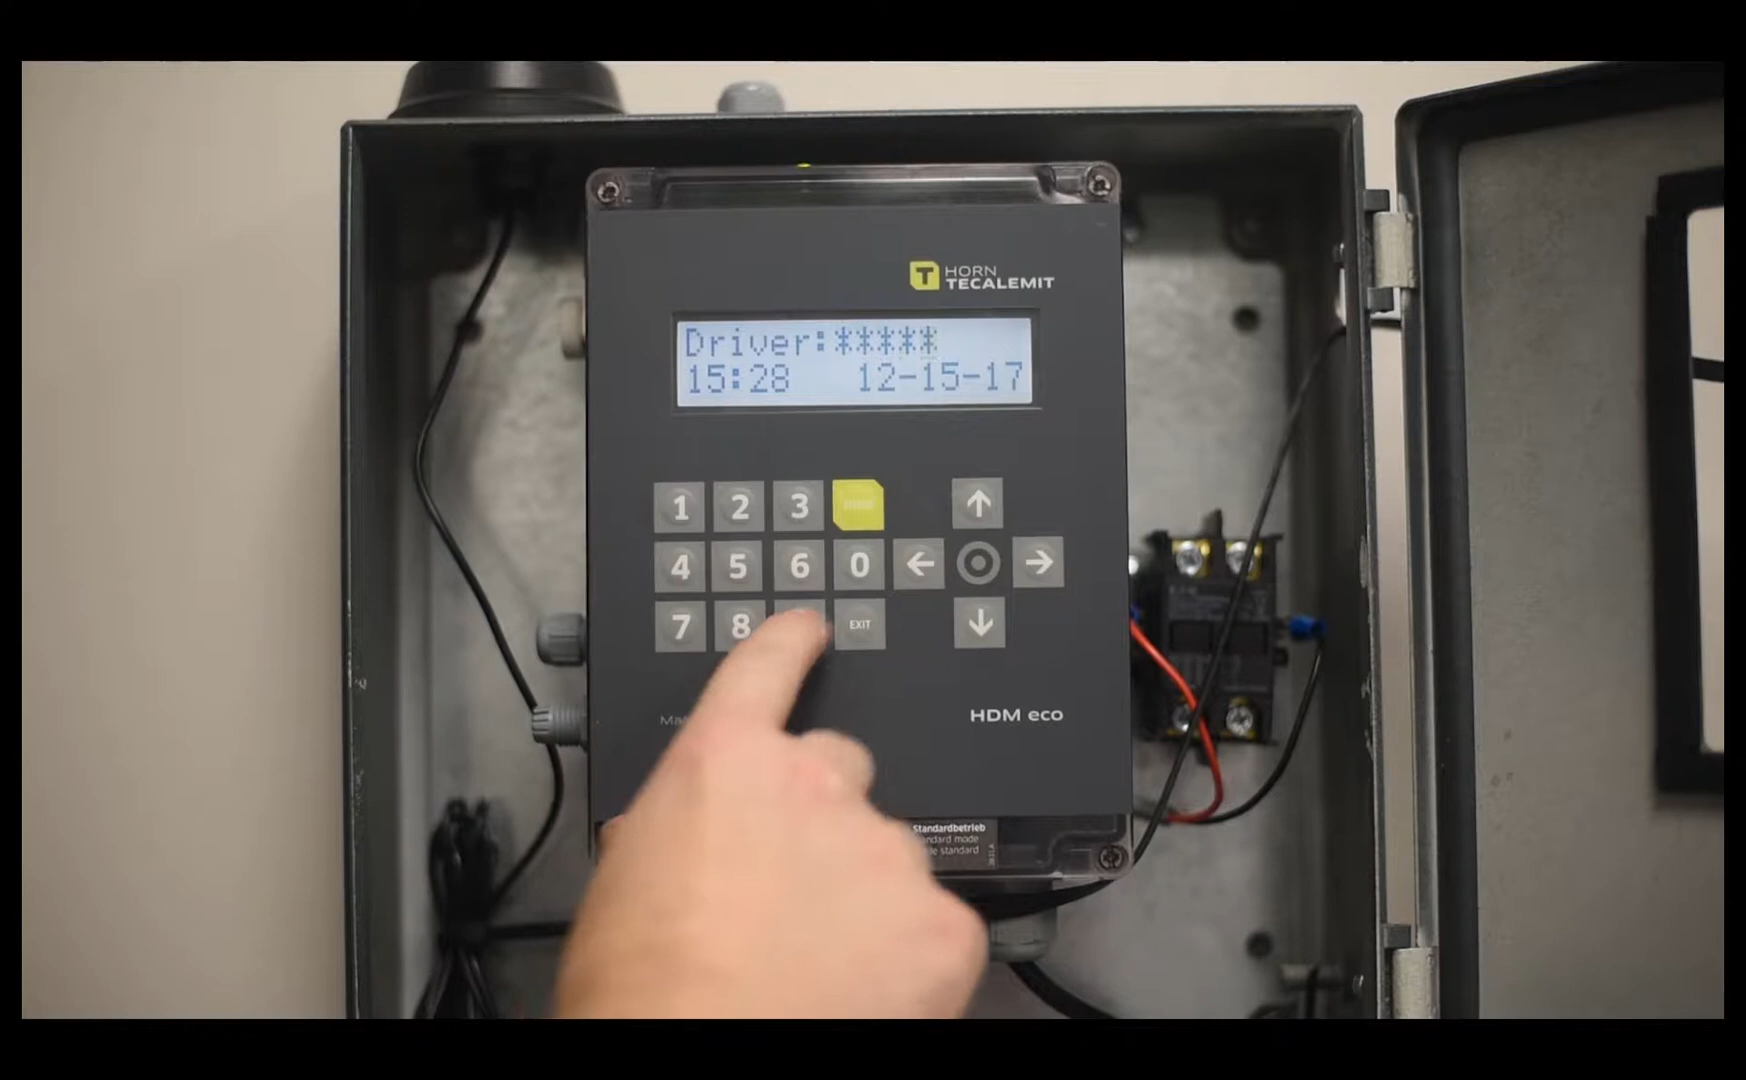 HORN
TECALEMIT
Driver:*****
15:28 12-15-17
1 2 3
4 5 6 0
7 8 EXIT
HDM eco
Standardbetrieb
standard